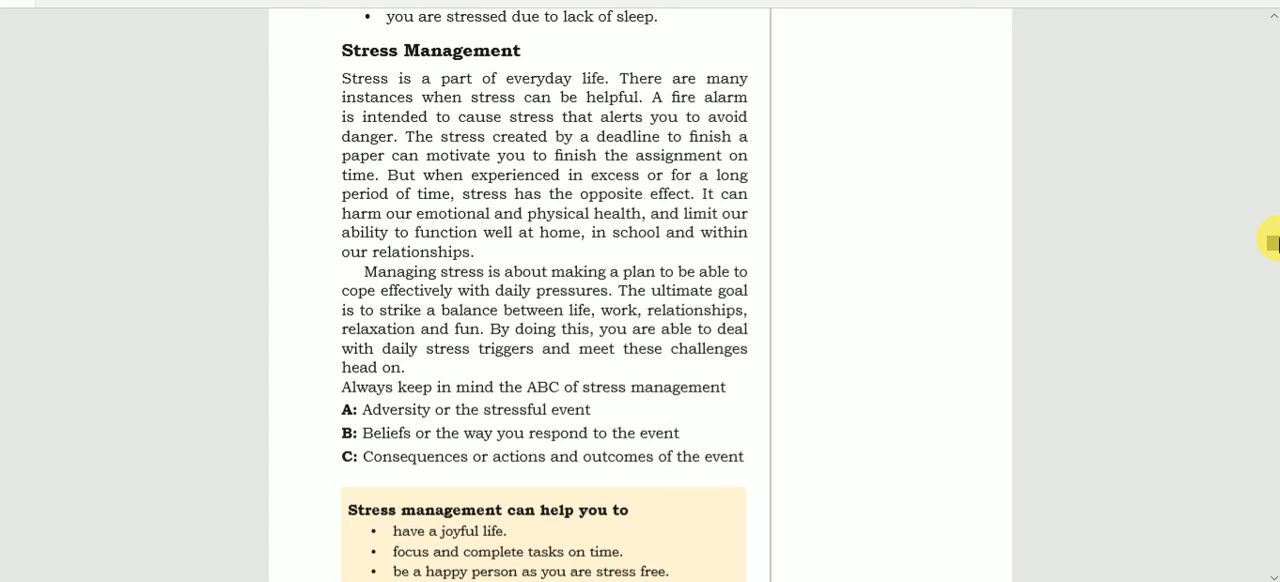 • you are stressed due to lack of sleep.
Stress Management
Stress is a part of everyday life. There are many
instances when stress can be helpful. A fire alarm
is intended to cause stress that alerts you to avoid
danger. The stress created by a deadline to finish a
paper can motivate you to finish the assignment on
time. But when experienced in excess or for a long
period of time, stress has the opposite effect. It can
harm our emotional and physical health, and limit our
ability to function well at home, in school and within
our relationships.
Managing stress is about making a plan to be able to
cope effectively with daily pressures. The ultimate goal
is to strike a balance between life, work, relationships,
relaxation and fun. By doing this, you are able to deal
with daily stress triggers and meet these challenges
head on.
Always keep in mind the ABC of stress management
A: Adversity or the stressful event
B: Beliefs or the way you respond to the event
C: Consequences or actions and outcomes of the event
Stress management can help you to
• have a joyful life.
• focus and complete tasks on time.
• be a happy person as you are stress free.